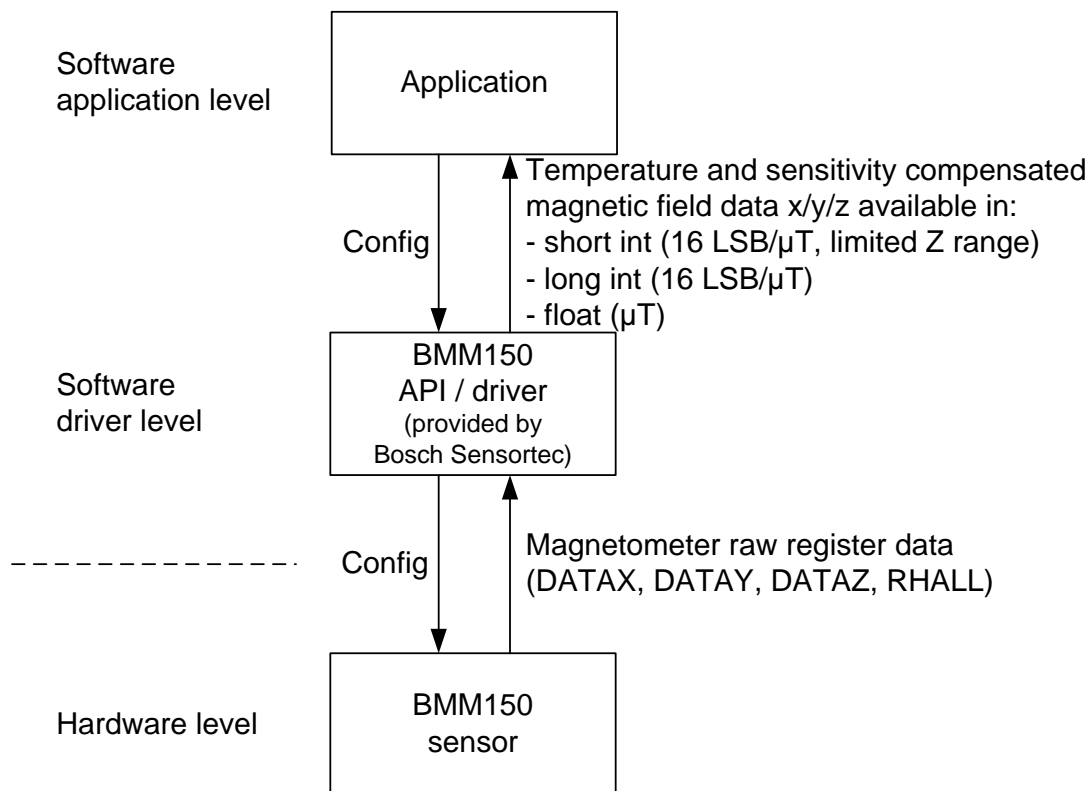 Software
application level
Application
Temperature and sensitivity compensated
magnetic field data x/y/z available in:
- short int (16 LSB/µT, limited Z range)
- long int (16 LSB/µT)
- float (µT)
Config
Software
driver level
BMM150
API / driver
(provided by
Bosch Sensortec)
Config
Magnetometer raw register data
(DATAX, DATAY, DATAZ, RHALL)
Hardware level
BMM150
sensor